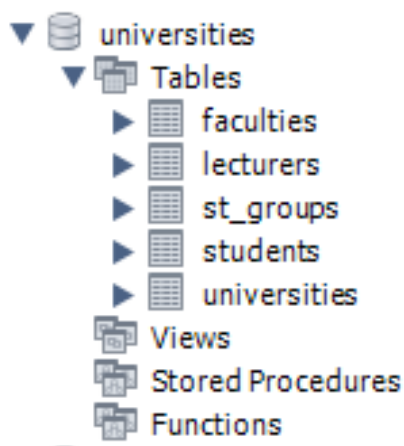 universities
Tables
faculties
lecturers
st_groups
students
universities
Views
Stored Procedures
Functions